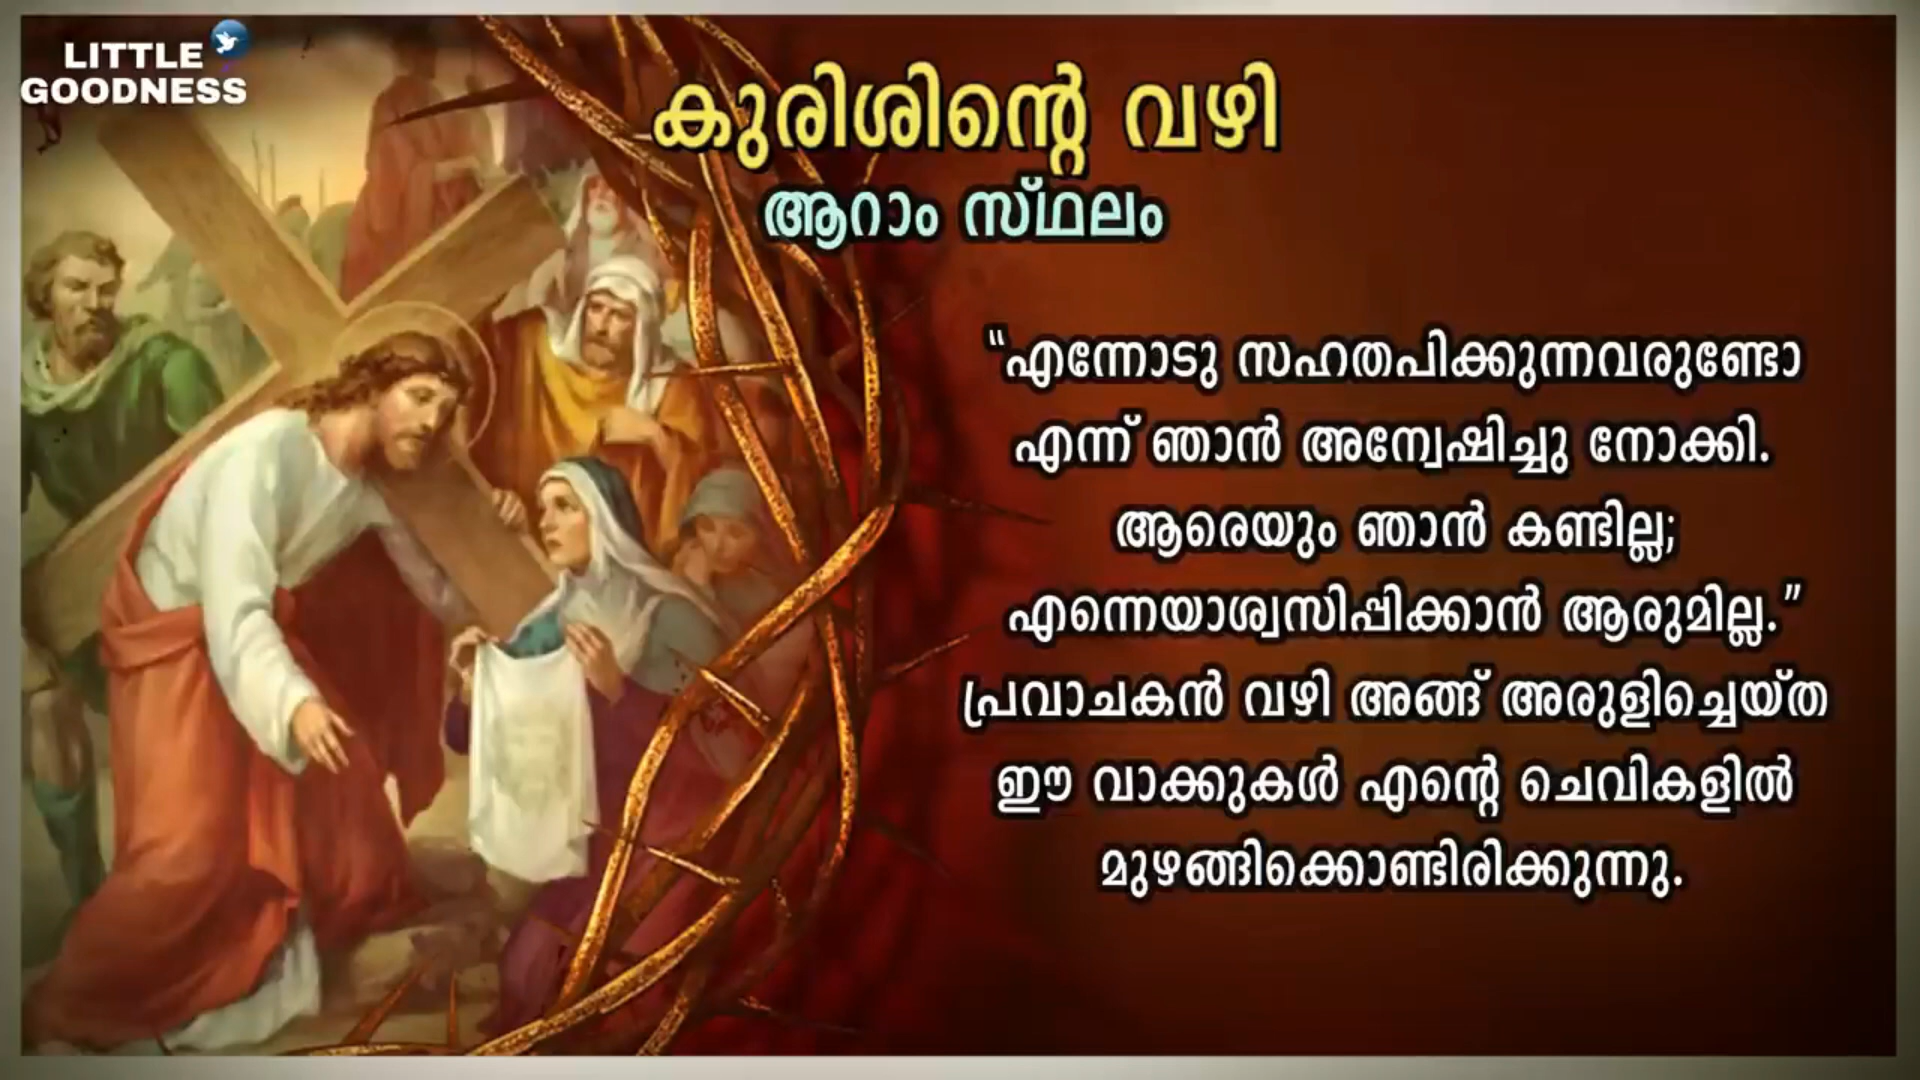 LITTLE
GOODNESS
കുരിശിന്റെ വഴി
ആറാം സ്ഥലം
“എന്നോടു സഹതപിക്കുന്നവരുണ്ടോ
എന്ന് ഞാൻ അന്വേഷിച്ചു നോക്കി.
ആരെയും ഞാൻ കണ്ടില്ല;
എന്നെയാശ്വസിപ്പിക്കാൻ ആരുമില്ല.”
പ്രവാചകൻ വഴി അങ്ങ് അരുളിച്ചെയ്ത
ഈ വാക്കുകൾ എന്റെ ചെവികളിൽ
മുഴങ്ങിക്കൊണ്ടിരിക്കുന്നു.